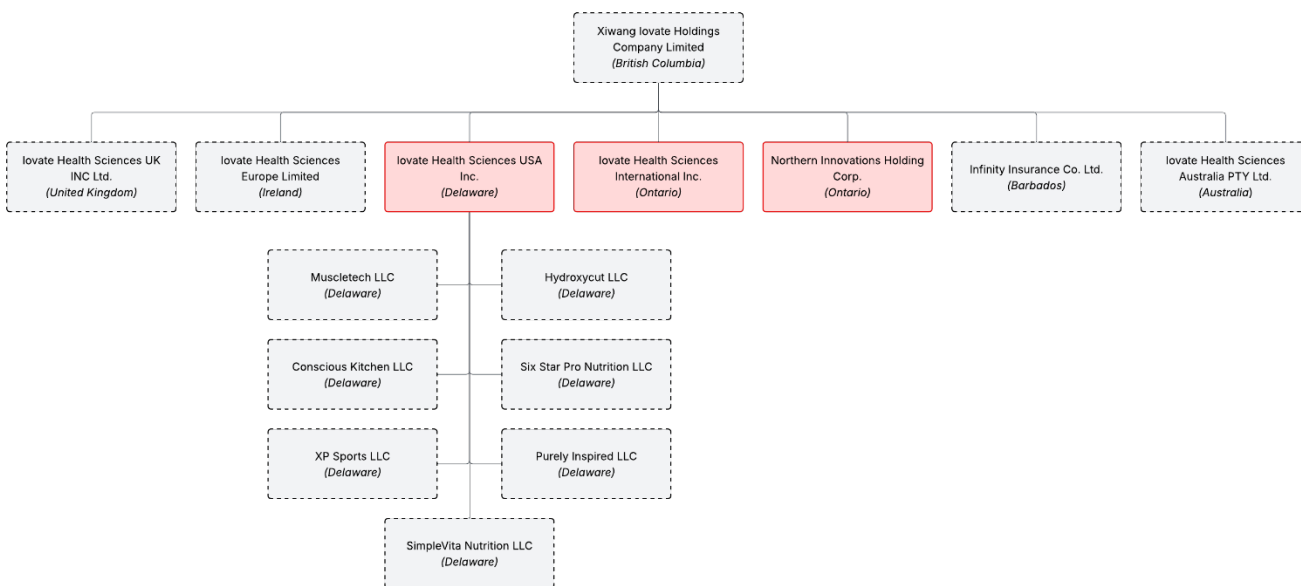 Xiwang Iovate Holdings
Company Limited
(British Columbia)
Iovate Health Sciences UK
INC Ltd.
(United Kingdom)
Iovate Health Sciences
Europe Limited
(Ireland)
Iovate Health Sciences USA
Inc.
(Delaware)
Iovate Health Sciences
International Inc.
(Ontario)
Northern Innovations Holding
Corp.
(Ontario)
Infinity Insurance Co. Ltd.
(Barbados)
Iovate Health Sciences
Australia PTY Ltd.
(Australia)
Muscletech LLC
(Delaware)
Hydroxycut LLC
(Delaware)
Conscious Kitchen LLC
(Delaware)
Six Star Pro Nutrition LLC
(Delaware)
XP Sports LLC
(Delaware)
Purely Inspired LLC
(Delaware)
SimpleVita Nutrition LLC
(Delaware)